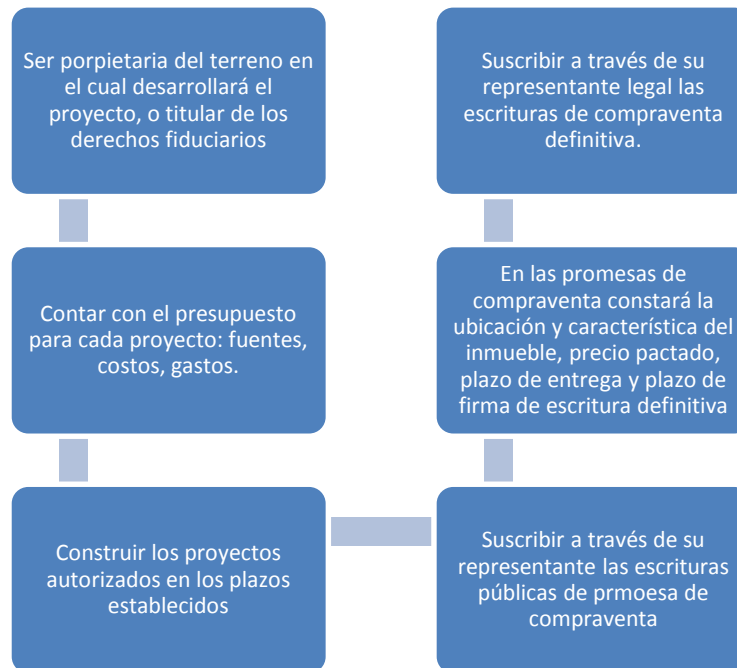 Ser porpietaria del terreno en
el cual desarrollará el
proyecto, o titular de los
derechos fiduciarios
Contar con el presupuesto
para cada proyecto: fuentes,
costos, gastos.
Construir los proyectos
autorizados en los plazos
establecidos
Suscribir a través de su
representante las escrituras
públicas de prmoesa de
compraventa
En las promesas de
compraventa constará la
ubicación y característica del
inmueble, precio pactado,
plazo de entrega y plazo de
firma de escritura definitiva
Suscribir a través de su
representante legal las
escrituras de compraventa
definitiva.